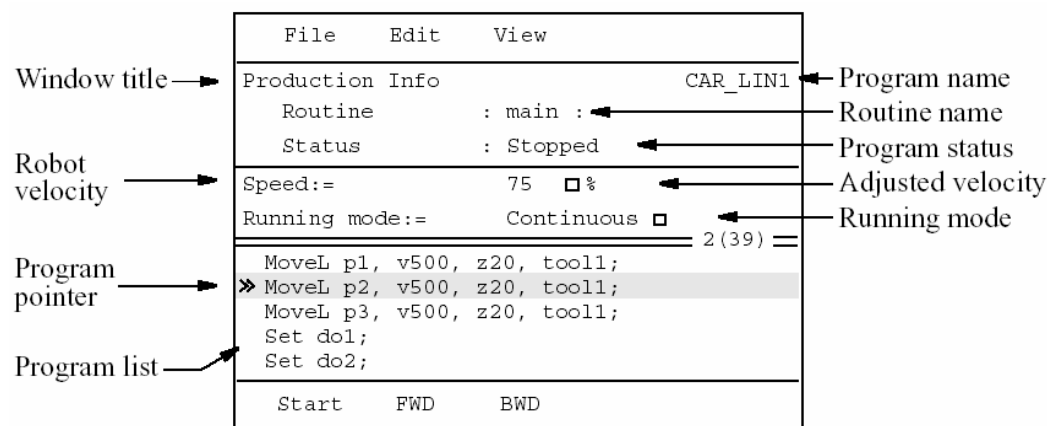 File Edit View
Window title
Production Info CAR_LIN1
Program name
Routine : main :
Routine name
Status : Stopped
Program status
Robot
velocity
Speed:= 75 %
Adjusted velocity
Running mode:= Continuous
Running mode
2(39)
Program
pointer
MoveL p1, v500, z20, tool1;
» MoveL p2, v500, z20, tool1;
MoveL p3, v500, z20, tool1;
Set do1;
Set do2;
Program list
Start FWD BWD